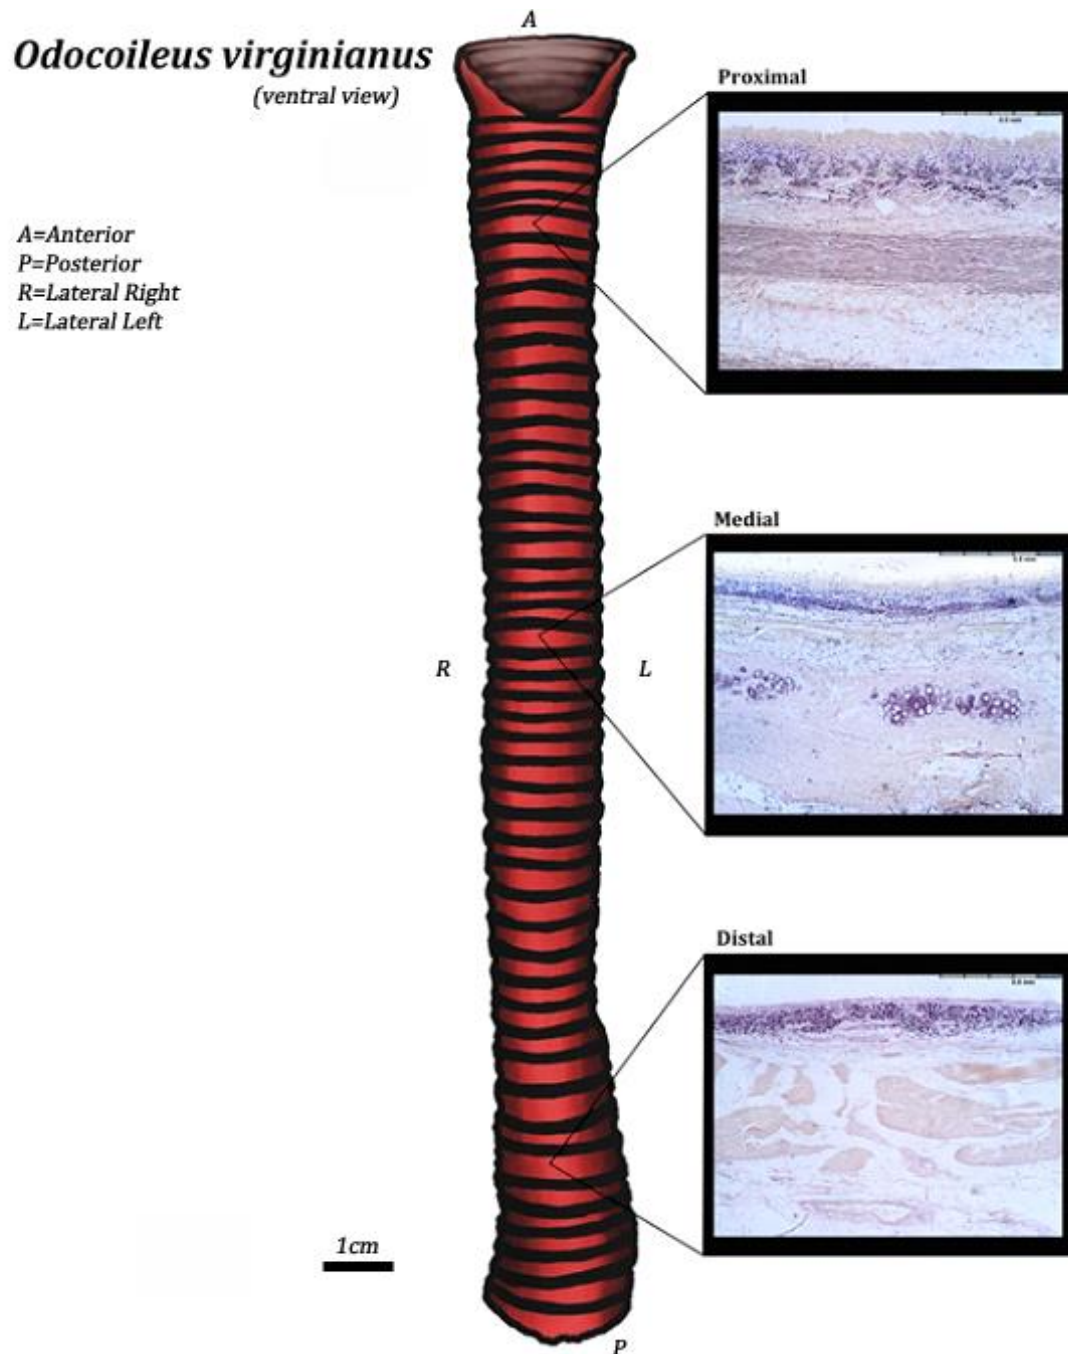 A
Odocoileus virginianus
(ventral view)
A=Anterior
P=Posterior
R=Lateral Right
L=Lateral Left
Proximal
Medial
R
L
Distal
1cm
P